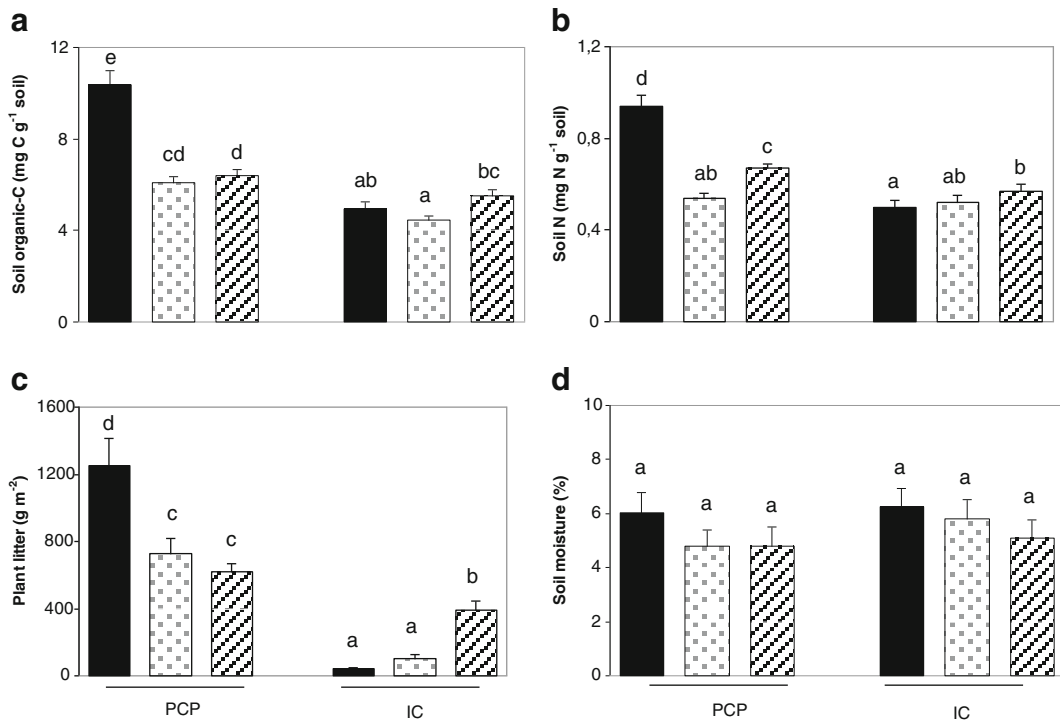 a
Soil organic-C (mg C g⁻¹ soil)
12
8
4
0
e
cd
d
ab
a
bc
b
Soil N (mg N g⁻¹ soil)
1,2
0,8
0,4
0
d
ab
c
a
ab
b
c
Plant litter (g m⁻²)
1600
1200
800
400
0
d
c
c
a
a
b
PCP
IC
d
Soil moisture (%)
10
8
6
4
2
0
a
a
a
a
a
a
PCP
IC